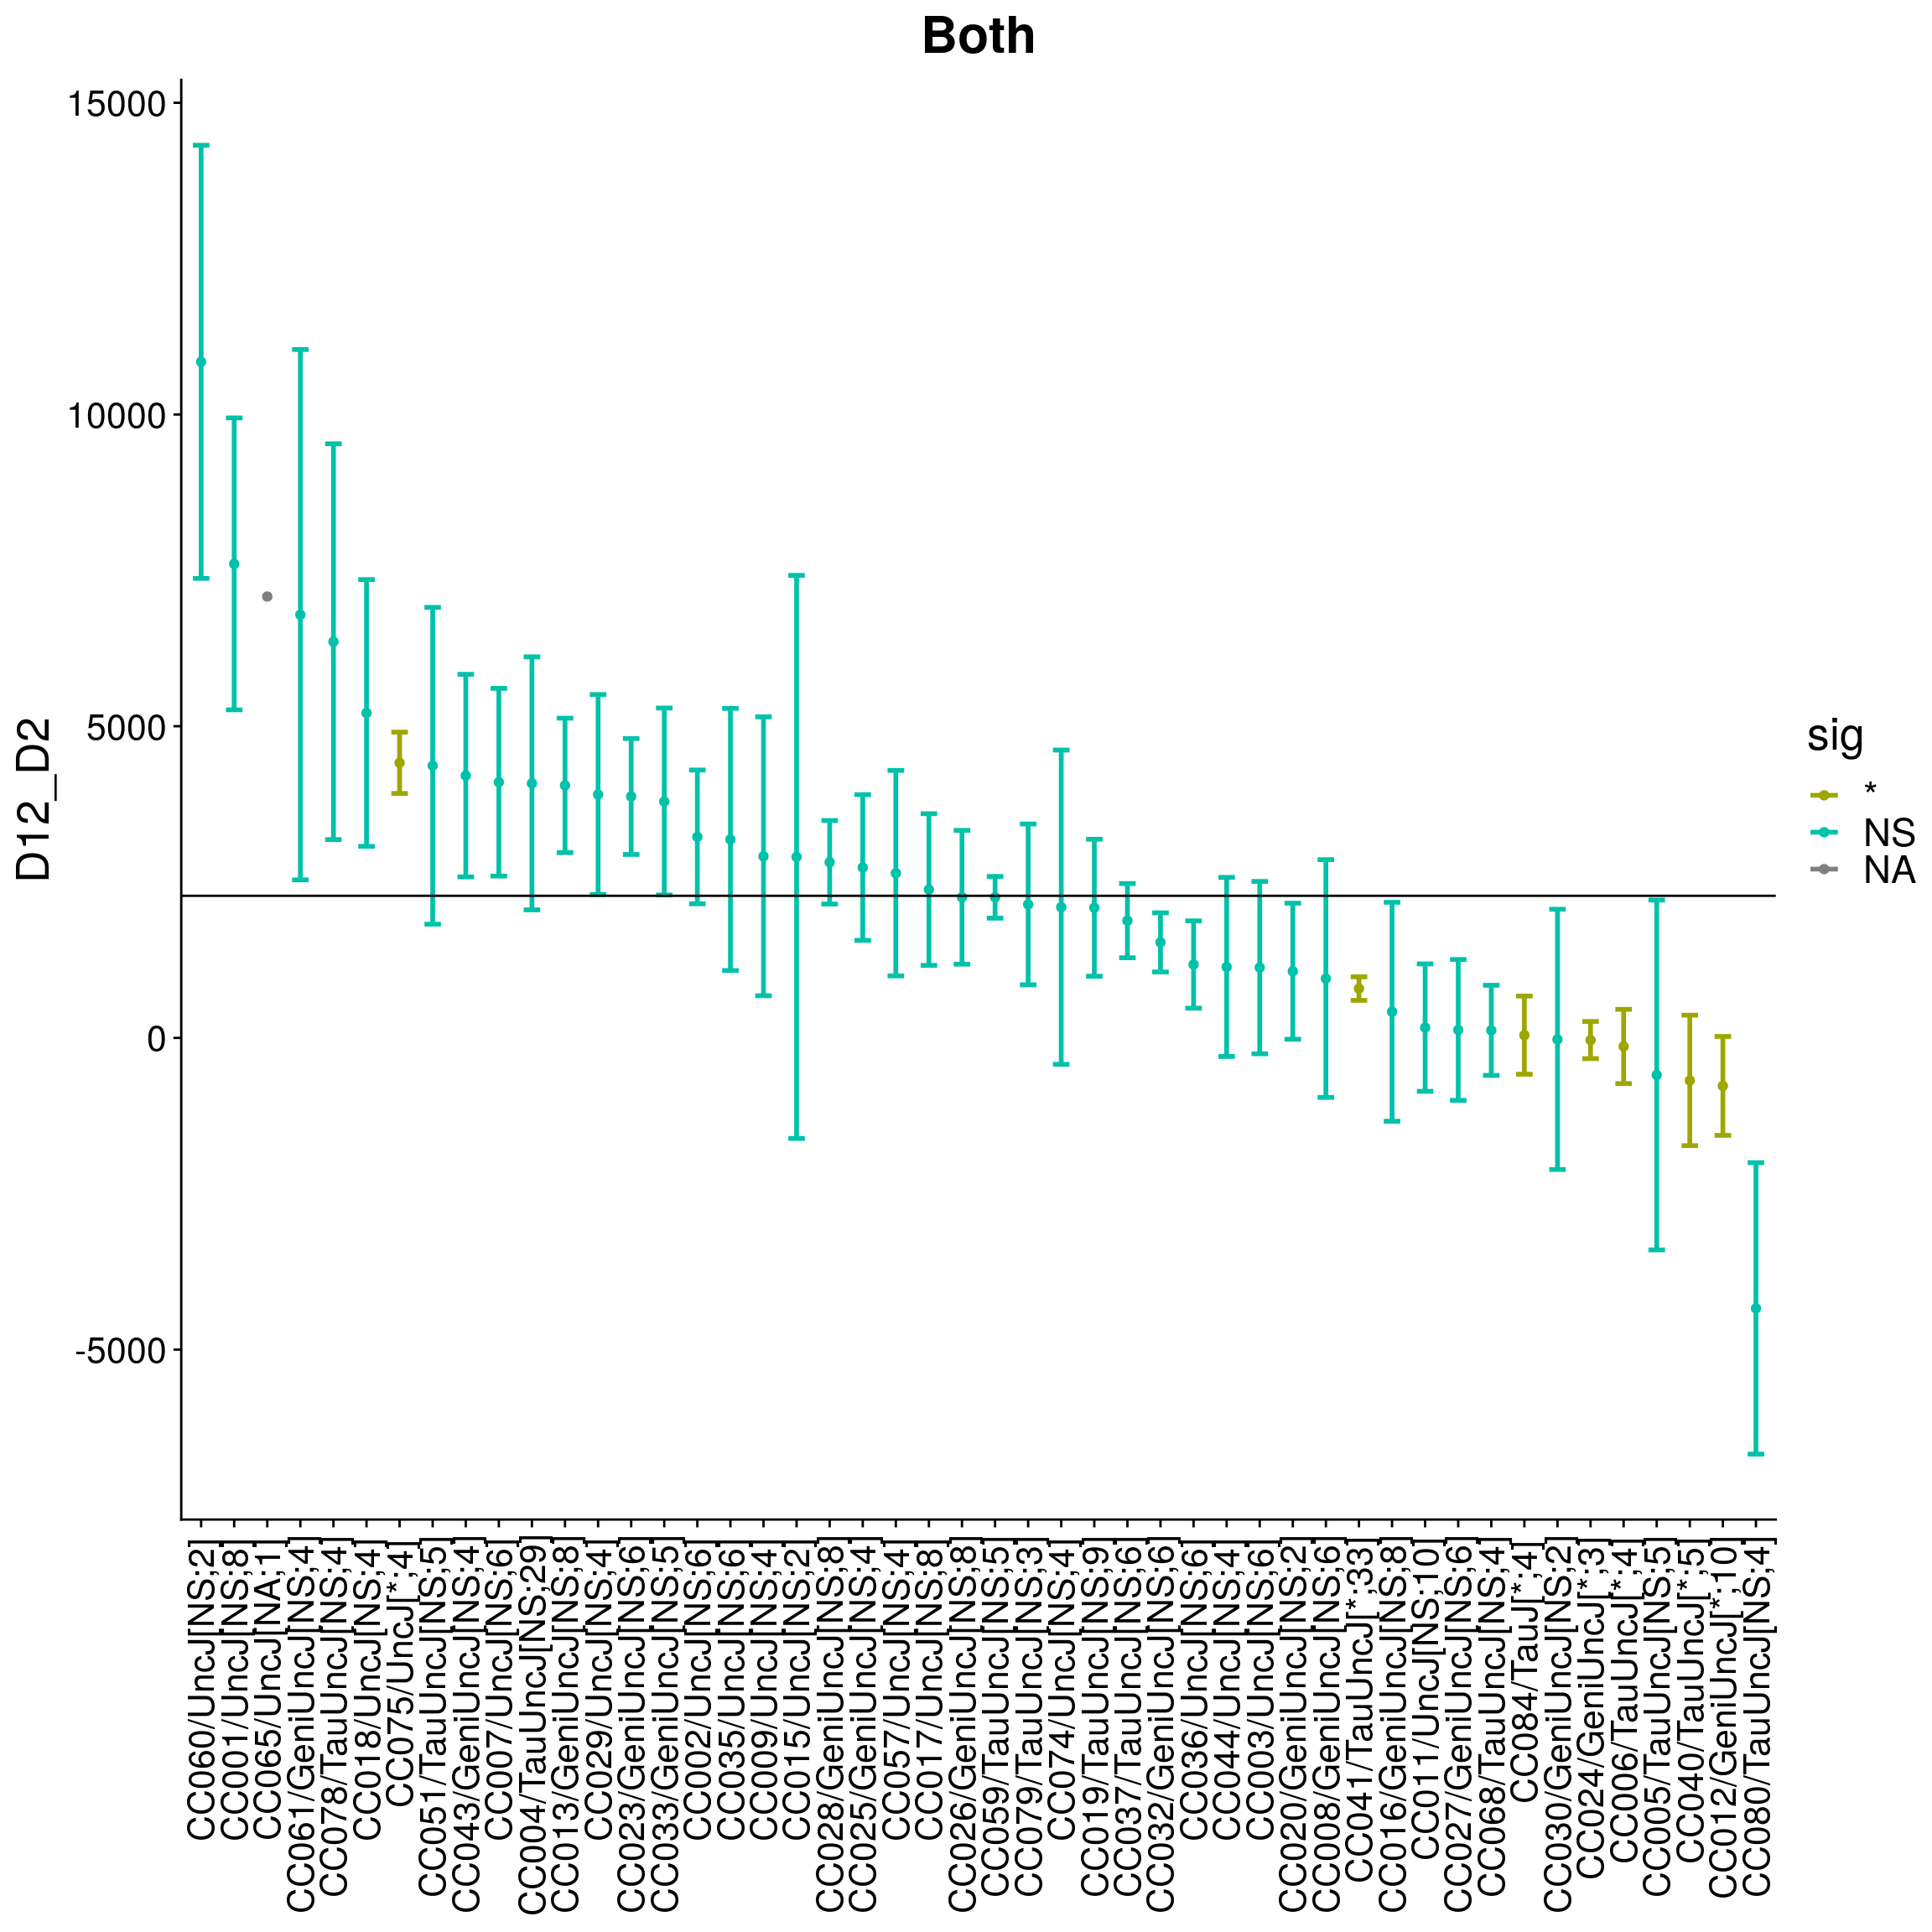 Both
D12_D2
15000
10000
5000
0
-5000
CC060/UncJ[NS;2]
CC001/UncJ[NS;8]
CC065/UncJ[NA;1]
CC061/GeniUncJ[NS;4]
CC078/TauUncJ[NS;4]
CC018/UncJ[NS;4]
CC075/UncJ[*;4]
CC051/TauUncJ[NS;5]
CC043/GeniUncJ[NS;4]
CC007/UncJ[NS;6]
CC004/TauUncJ[NS;29]
CC013/GeniUncJ[NS;8]
CC029/UncJ[NS;4]
CC023/GeniUncJ[NS;6]
CC033/GeniUncJ[NS;5]
CC002/UncJ[NS;6]
CC035/UncJ[NS;6]
CC009/UncJ[NS;4]
CC015/UncJ[NS;2]
CC028/GeniUncJ[NS;8]
CC025/GeniUncJ[NS;4]
CC057/UncJ[NS;4]
CC017/UncJ[NS;8]
CC026/GeniUncJ[NS;8]
CC059/TauUncJ[NS;5]
CC079/TauUncJ[NS;3]
CC074/UncJ[NS;4]
CC019/TauUncJ[NS;9]
CC037/TauUncJ[NS;6]
CC032/GeniUncJ[NS;6]
CC036/UncJ[NS;6]
CC044/UncJ[NS;4]
CC003/UncJ[NS;6]
CC020/GeniUncJ[NS;2]
CC008/GeniUncJ[NS;6]
CC041/TauUncJ[*;33]
CC016/GeniUncJ[NS;8]
CC011/UncJ[NS;10]
CC027/GeniUncJ[NS;6]
CC068/TauUncJ[NS;4]
CC084/TauJ[*;4]
CC030/GeniUncJ[NS;2]
CC024/GeniUncJ[*;3]
CC006/TauUncJ[*;4]
CC005/TauUncJ[NS;5]
CC040/TauUncJ[*;5]
CC012/GeniUncJ[*;10]
CC080/TauUncJ[NS;4]
sig
*
NS
NA